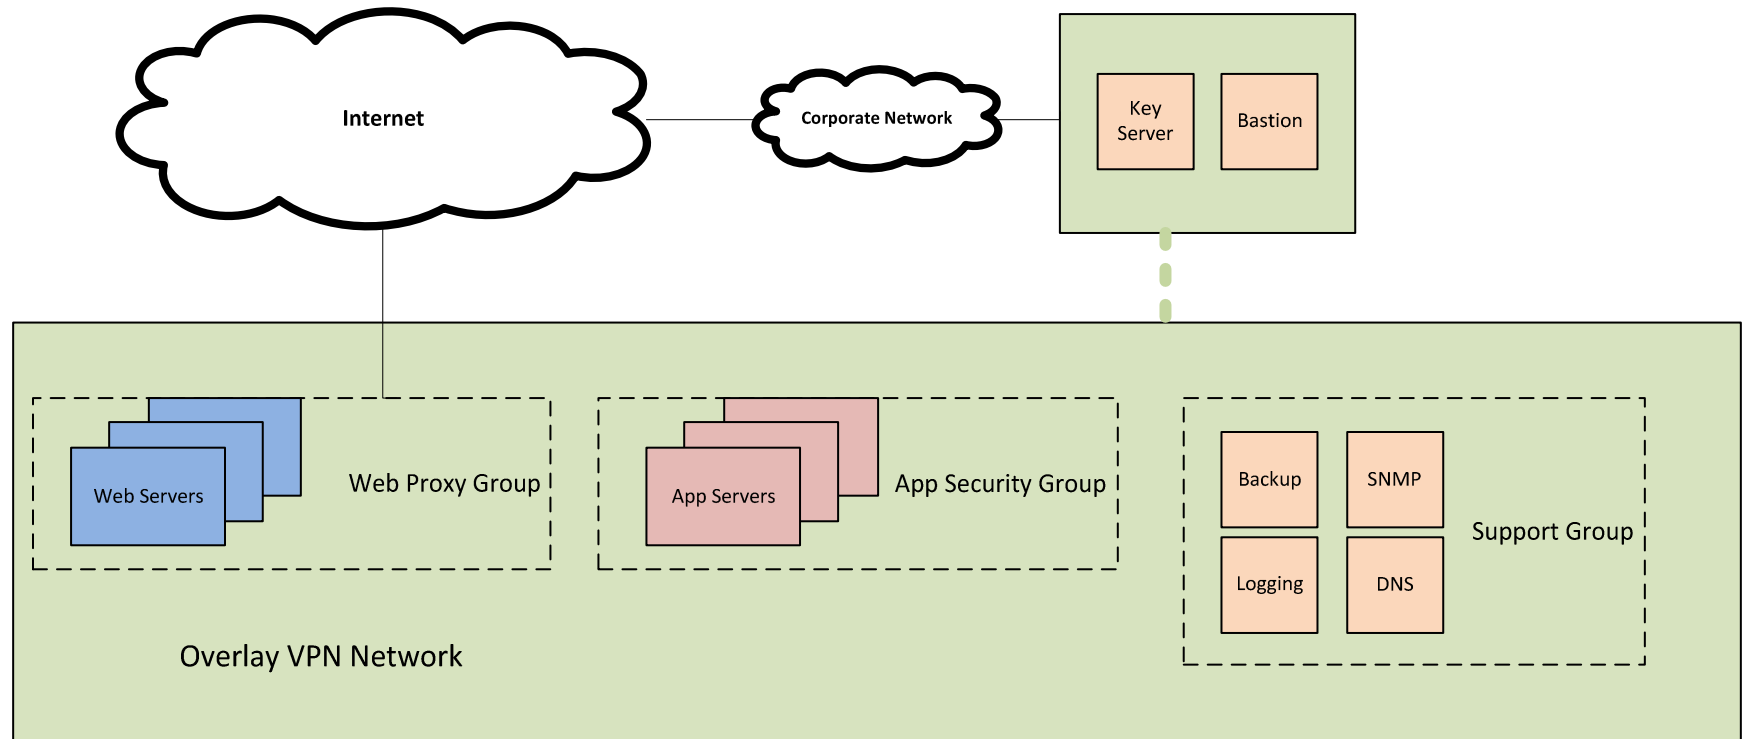 Internet
Corporate Network
Key
Server
Bastion
Web Servers
Web Proxy Group
App Servers
App Security Group
Backup
SNMP
Logging
DNS
Support Group
Overlay VPN Network